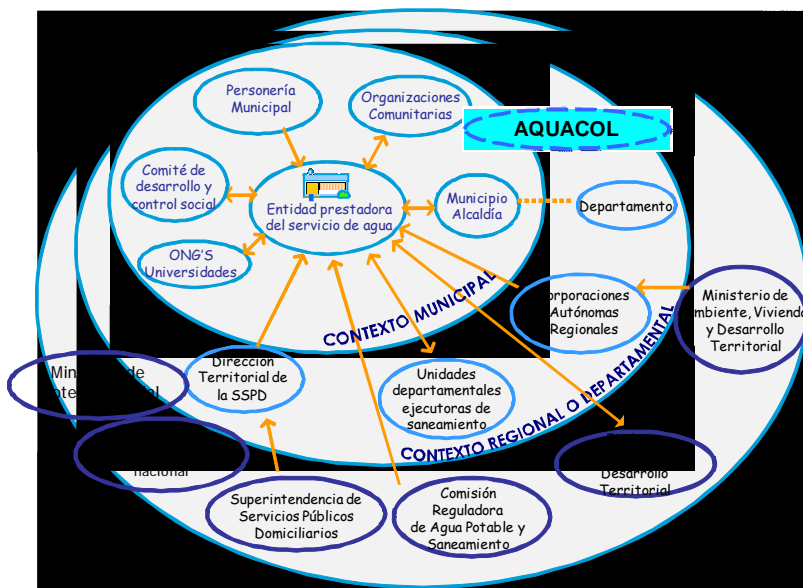 Personería
Municipal
Organizaciones
Comunitarias
AQUACOL
Comité de
desarrollo y
control social
Entidad prestadora
del servicio de agua
Municipio
Alcaldía
Departamento
ONG'S
Universidades
CONTEXTO MUNICIPAL
orporaciones
Autónomas
Regionales
Ministerio de
mbiente, Vivienda
y Desarrollo
Territorial
Dirección
Territorial de
la SSPD
Unidades
departamentales
ejecutoras de
saneamiento
CONTEXTO REGIONAL O DEPARTAMENTAL
de
nacional
Superintendencia de
Servicios Públicos
Domiciliarios
Comisión
Reguladora
de Agua Potable y
Saneamiento
Desarrollo
Territorial